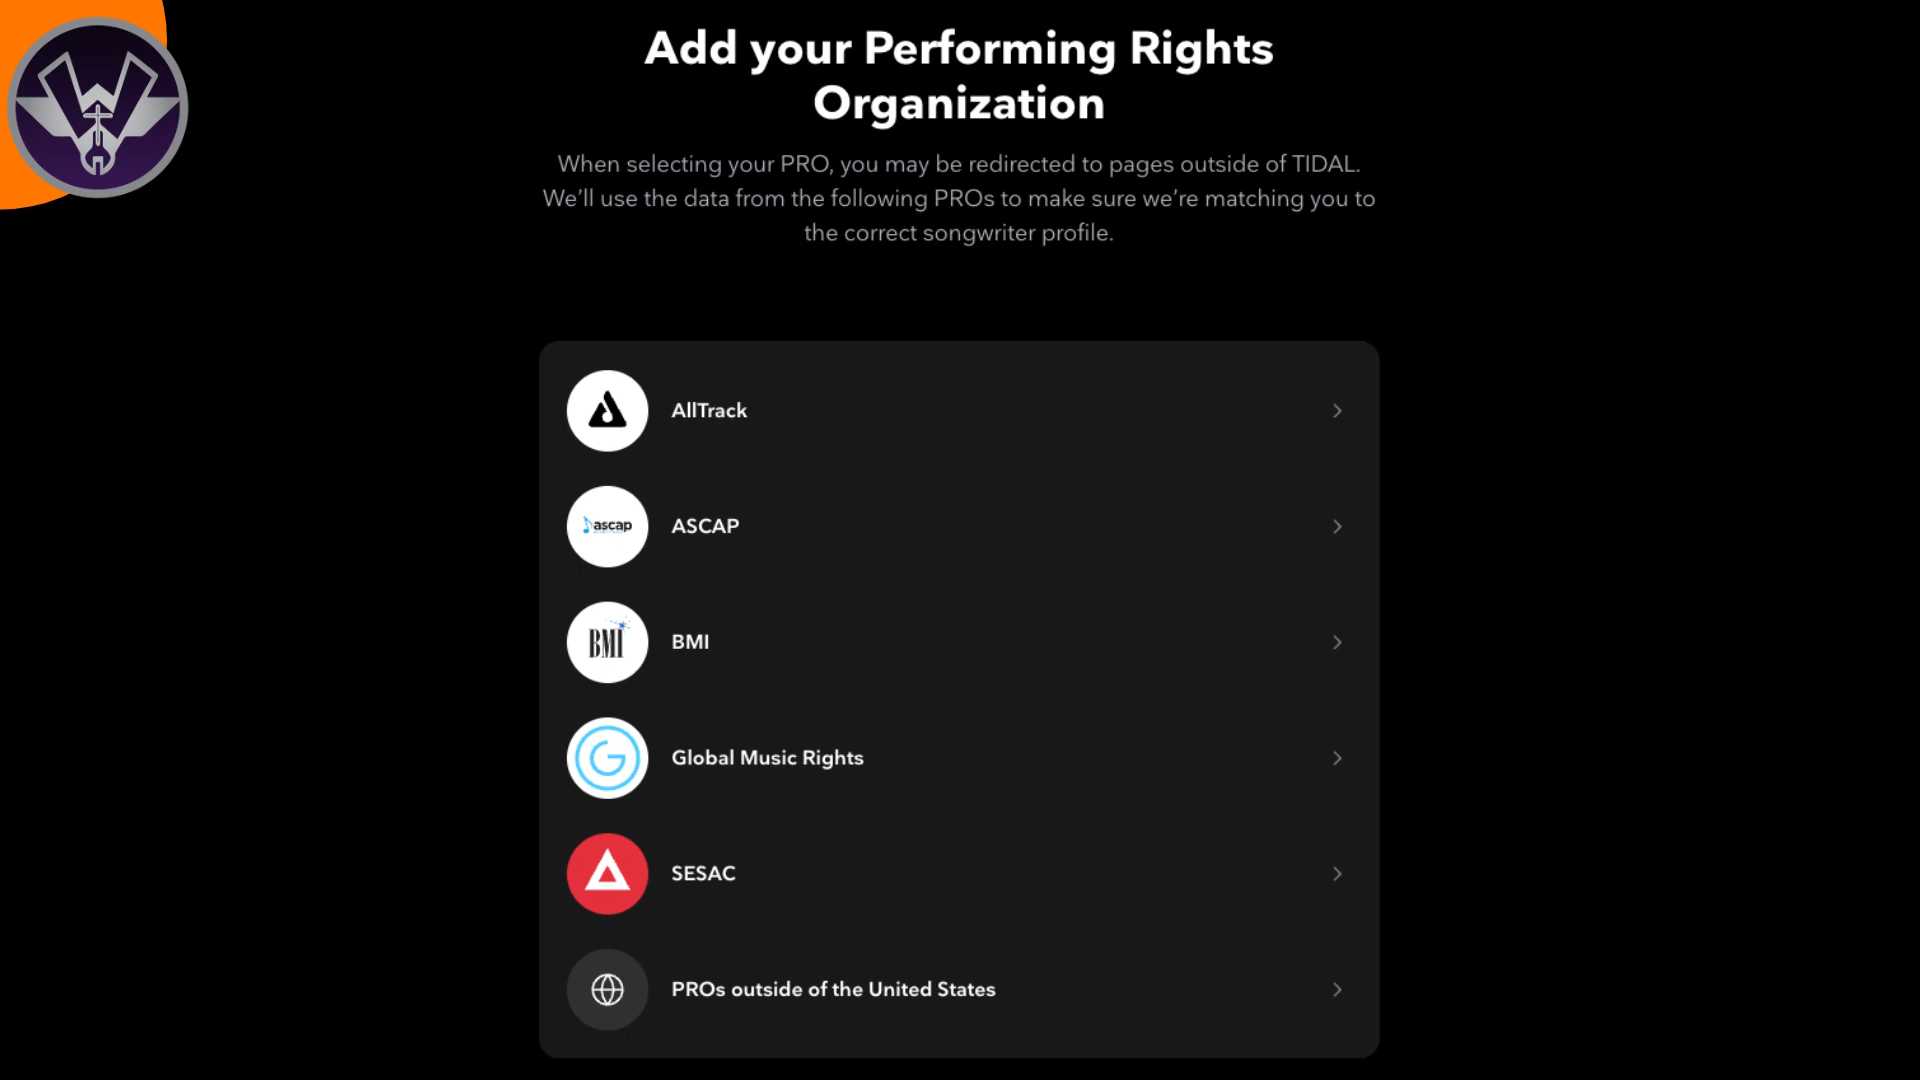 Add your Performing Rights
Organization
When selecting your PRO, you may be redirected to pages outside of TIDAL.
We’ll use the data from the following PROs to make sure we’re matching you to
the correct songwriter profile.
AllTrack
ascap
ASCAP
BMI
BMI
Global Music Rights
SESAC
PROs outside of the United States